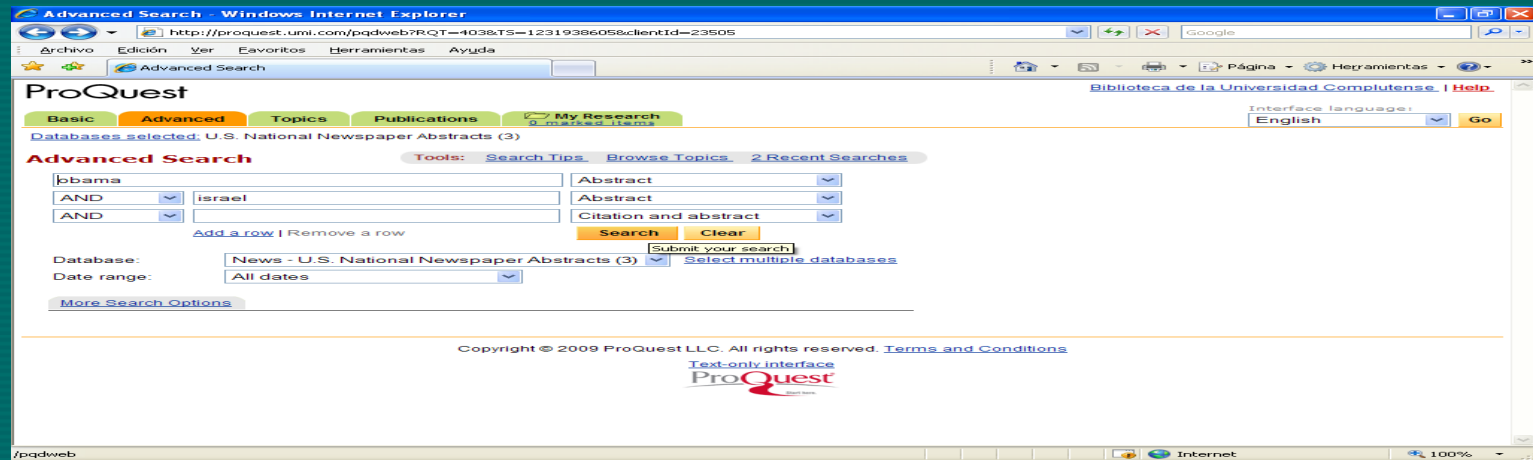 Advanced Search - Windows Internet Explorer
http://proquest.umi.com/pqdweb?RQT=403&TS=1231938605&clientId=23505 Google
Archivo Edición Ver Favoritos Herramientas Ayuda
Advanced Search Página Herramientas
ProQuest Biblioteca de la Universidad Complutense | Help
Interface language:
Basic Advanced Topics Publications My Research
0 marked items
English Go
Databases selected: U.S. National Newspaper Abstracts (3)
Advanced Search Tools: Search Tips Browse Topics 2 Recent Searches
obama Abstract
AND israel Abstract
AND Citation and abstract
Add a row | Remove a row Search Clear
Submit your search
Database: News - U.S. National Newspaper Abstracts (3) Select multiple databases
Date range: All dates
More Search Options
Copyright © 2009 ProQuest LLC. All rights reserved. Terms and Conditions
Text-only interface
ProQuest
/pqdweb Internet 100%